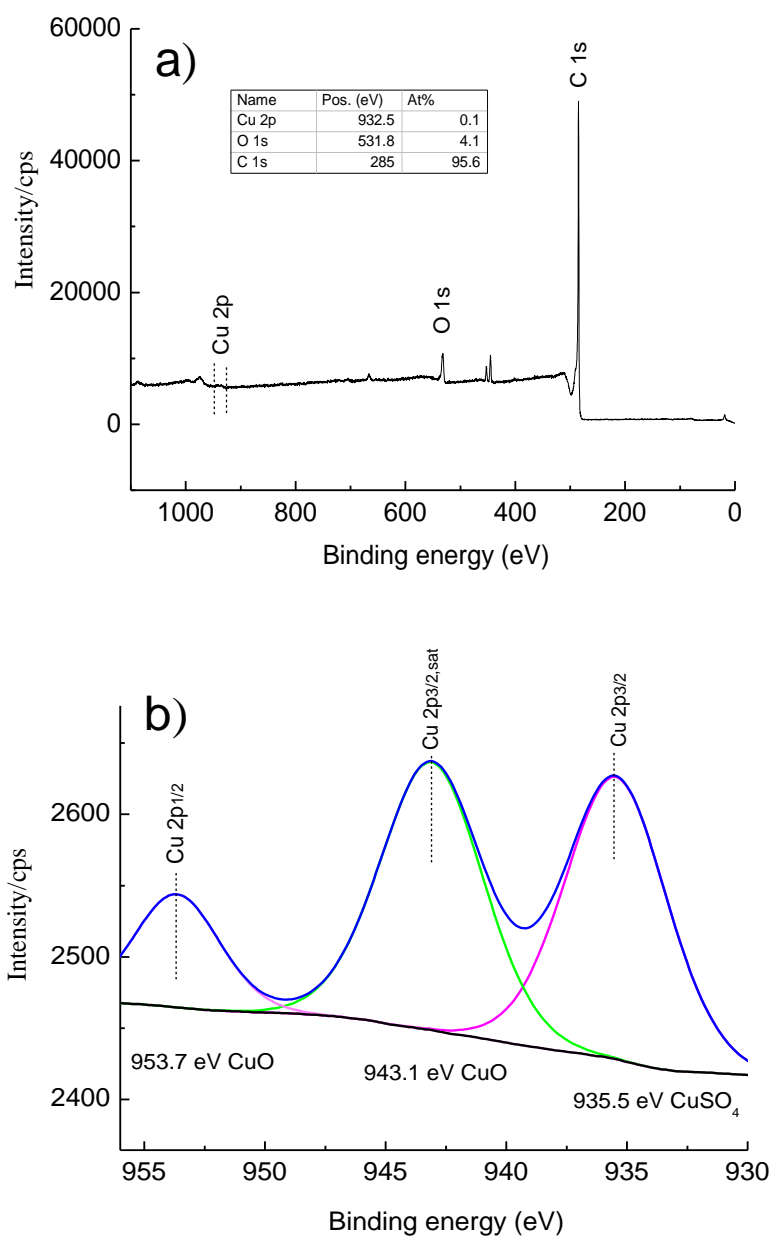 a)
60000
40000
20000
0
Intensity/cps
Name Pos. (eV) At%
Cu 2p 932.5 0.1
O 1s 531.8 4.1
C 1s 285 95.6
Cu 2p
O 1s
C 1s
1000 800 600 400 200 0
Binding energy (eV)
b)
2600
2500
2400
Intensity/cps
Cu 2p1/2
Cu 2p3/2,sat
Cu 2p3/2
953.7 eV CuO
943.1 eV CuO
935.5 eV CuSO₄
955 950 945 940 935 930
Binding energy (eV)